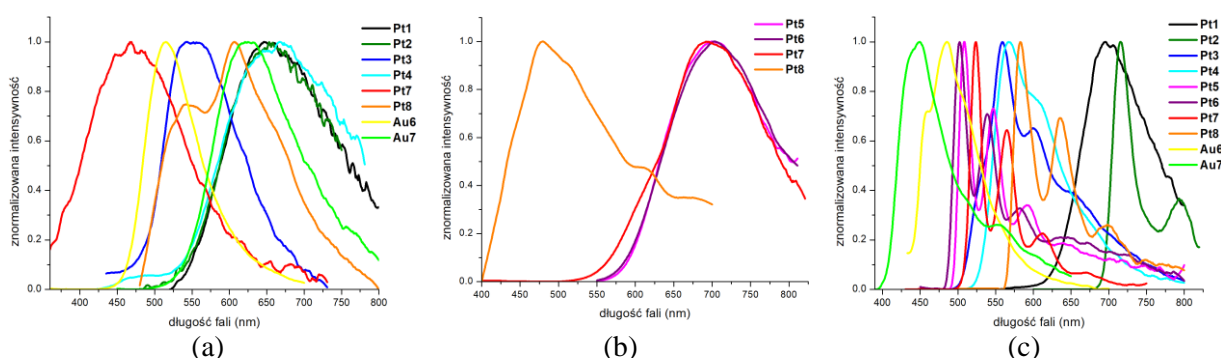 znormalizowana intensywność
1.0
0.8
0.6
0.4
0.2
0.0
400 450 500 550 600 650 700 750 800
długość fali (nm)
Pt1
Pt2
Pt3
Pt4
Pt7
Pt8
Au6
Au7
(a)
znormalizowana intensywność
1.0
0.8
0.6
0.4
0.2
0.0
400 500 600 700 800
długość fali (nm)
Pt5
Pt6
Pt7
Pt8
(b)
znormalizowana intensywność
1.0
0.8
0.6
0.4
0.2
0.0
400 450 500 550 600 650 700 750 800
długość fali (nm)
Pt1
Pt2
Pt3
Pt4
Pt5
Pt6
Pt7
Pt8
Au6
Au7
(c)